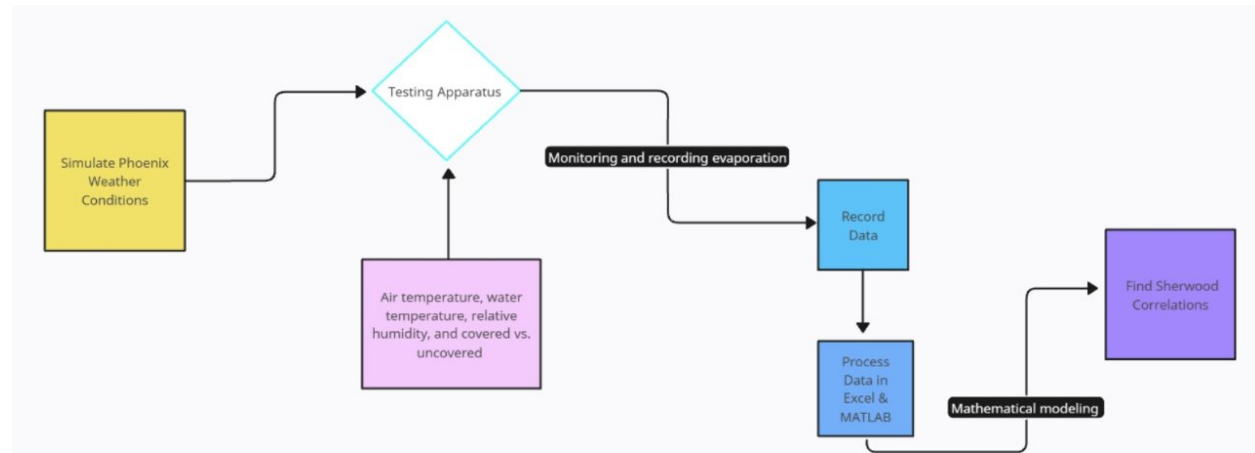 Simulate Phoenix
Weather
Conditions
Testing Apparatus
Air temperature, water
temperature, relative
humidity, and covered vs.
uncovered
Monitoring and recording evaporation
Record
Data
Process
Data in
Excel &
MATLAB
Mathematical modeling
Find Sherwood
Correlations